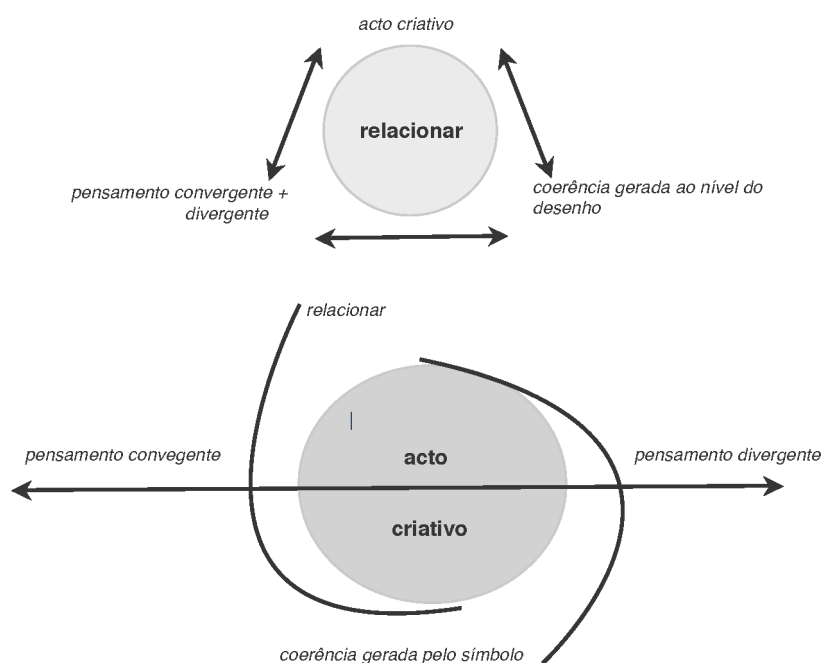 acto criativo
relacionar
pensamento convergente +
divergente
coerência gerada ao nível do
desenho
relacionar
pensamento convegente
acto
pensamento divergente
criativo
coerência gerada pelo símbolo